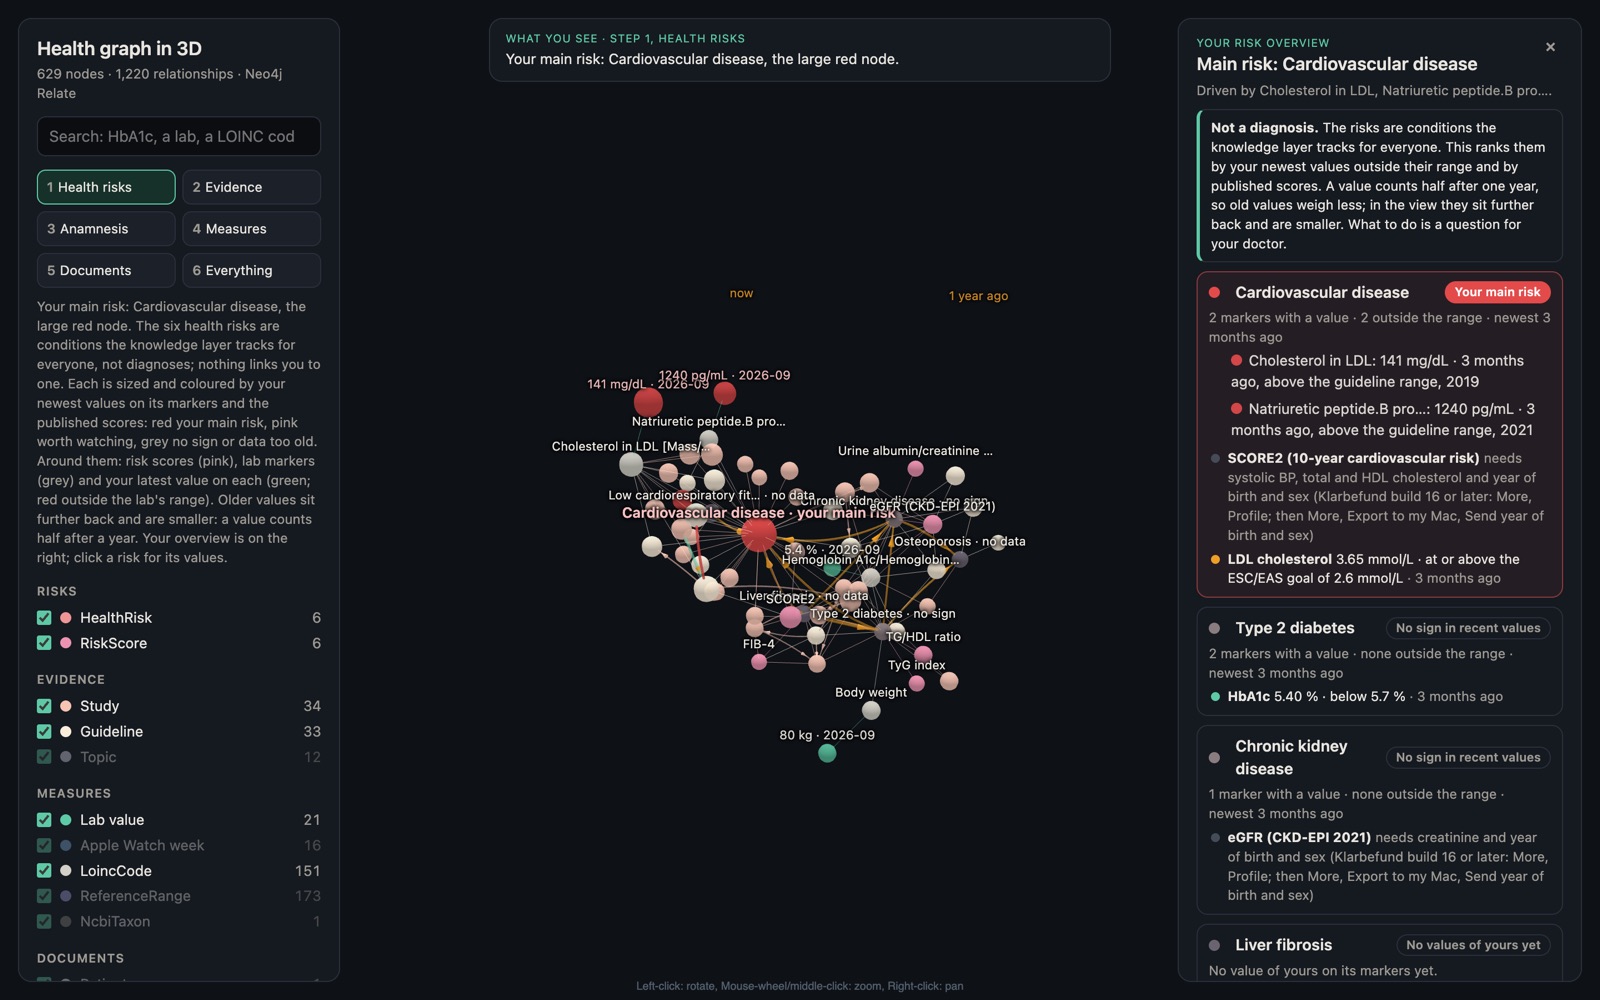 Health graph in 3D
629 nodes · 1,220 relationships · Neo4j
Relate
Search: HbA1c, a lab, a LOINC cod
1 Health risks
2 Evidence
3 Anamnesis
4 Measures
5 Documents
6 Everything
Your main risk: Cardiovascular disease, the
large red node. The six health risks are
conditions the knowledge layer tracks for
everyone, not diagnoses; nothing links you to
one. Each is sized and coloured by your
newest values on its markers and the
published scores: red your main risk, pink
worth watching, grey no sign or data too old.
Around them: risk scores (pink), lab markers
(grey) and your latest value on each (green;
red outside the lab's range). Older values sit
further back and are smaller: a value counts
half after a year. Your overview is on the
right; click a risk for its values.
RISKS
HealthRisk 6
RiskScore 6
EVIDENCE
Study 34
Guideline 33
Topic 12
MEASURES
Lab value 21
Apple Watch week 16
LoincCode 151
ReferenceRange 173
NcbiTaxon 1
DOCUMENTS
WHAT YOU SEE · STEP 1, HEALTH RISKS
Your main risk: Cardiovascular disease, the large red node.
now
1 year ago
1240 pg/mL · 2026-09
141 mg/dL · 2026-09
Natriuretic peptide.B pro...
Cholesterol in LDL [Mass/...
Urine albumin/creatinine ...
Low cardiorespiratory fit... · no data
Chronic kidney disease · no sign
eGFR (CKD-EPI 2021)
Cardiovascular disease · your main risk
Osteoporosis · no data
5.4 % · 2026-09
Hemoglobin A1c/Hemoglobin...
Liver fibrosis · no data
SCORE2
Type 2 diabetes · no sign
TG/HDL ratio
FIB-4
TyG index
Body weight
80 kg · 2026-09
Left-click: rotate, Mouse-wheel/middle-click: zoom, Right-click: pan
YOUR RISK OVERVIEW
×
Main risk: Cardiovascular disease
Driven by Cholesterol in LDL, Natriuretic peptide.B pro....
Not a diagnosis. The risks are conditions the
knowledge layer tracks for everyone. This ranks them
by your newest values outside their range and by
published scores. A value counts half after one year,
so old values weigh less; in the view they sit further
back and are smaller. What to do is a question for
your doctor.
Cardiovascular disease
Your main risk
2 markers with a value · 2 outside the range · newest 3
months ago
Cholesterol in LDL: 141 mg/dL · 3 months
ago, above the guideline range, 2019
Natriuretic peptide.B pro...: 1240 pg/mL · 3
months ago, above the guideline range, 2021
SCORE2 (10-year cardiovascular risk) needs
systolic BP, total and HDL cholesterol and year of
birth and sex (Klarbefund build 16 or later: More,
Profile; then More, Export to my Mac, Send year of
birth and sex)
LDL cholesterol 3.65 mmol/L · at or above the
ESC/EAS goal of 2.6 mmol/L · 3 months ago
Type 2 diabetes
No sign in recent values
2 markers with a value · none outside the range ·
newest 3 months ago
HbA1c 5.40 % · below 5.7 % · 3 months ago
Chronic kidney
disease
No sign in recent values
1 marker with a value · none outside the range ·
newest 3 months ago
eGFR (CKD-EPI 2021) needs creatinine and year
of birth and sex (Klarbefund build 16 or later: More,
Profile; then More, Export to my Mac, Send year of
birth and sex)
Liver fibrosis
No values of yours yet
No value of yours on its markers yet.